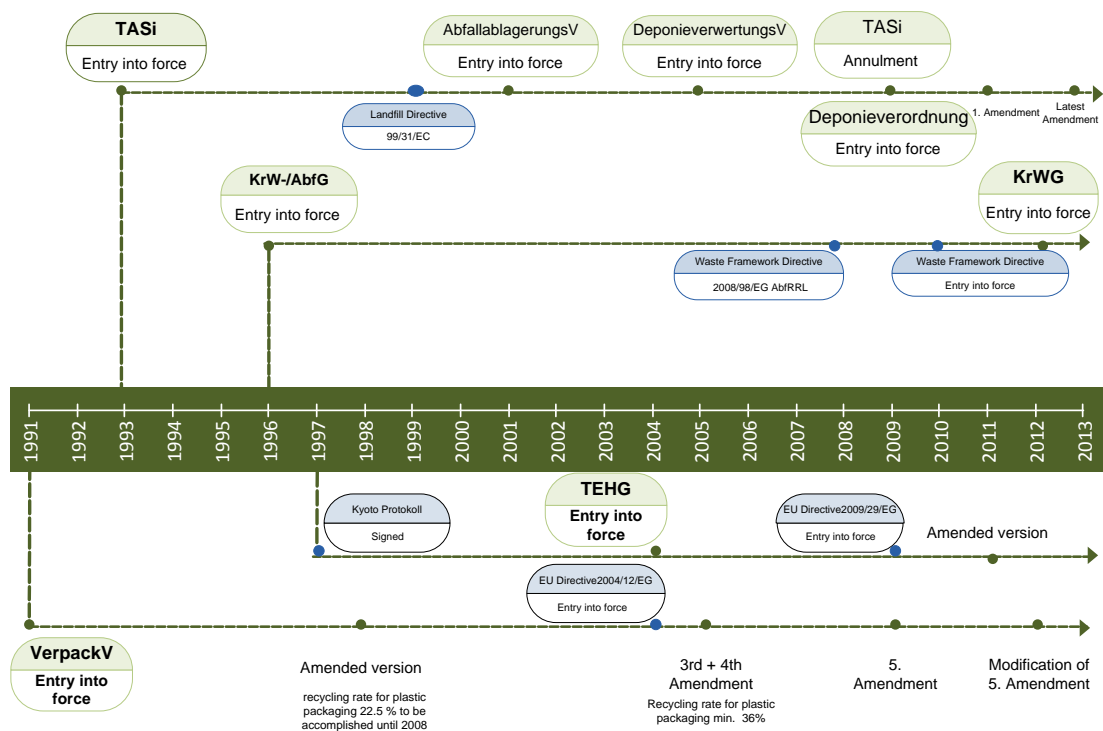 TASi
Entry into force
AbfallablagerungsV
Entry into force
DeponieverwertungsV
Entry into force
TASi
Annulment
Landfill Directive
99/31/EC
Deponieverordnung
Entry into force
1. Amendment
Latest
Amendment
KrW-/AbfG
Entry into force
KrWG
Entry into force
Waste Framework Directive
2008/98/EG AbfRRL
Waste Framework Directive
Entry into force
1991
1992
1993
1994
1995
1996
1997
1998
1999
2000
2001
2002
2003
2004
2005
2006
2007
2008
2009
2010
2011
2012
2013
Kyoto Protokoll
Signed
TEHG
Entry into
force
EU Directive2009/29/EG
Entry into force
Amended version
EU Directive2004/12/EG
Entry into force
VerpackV
Entry into
force
Amended version
recycling rate for plastic
packaging 22.5 % to be
accomplished until 2008
3rd + 4th
Amendment
Recycling rate for plastic
packaging min. 36%
5.
Amendment
Modification of
5. Amendment